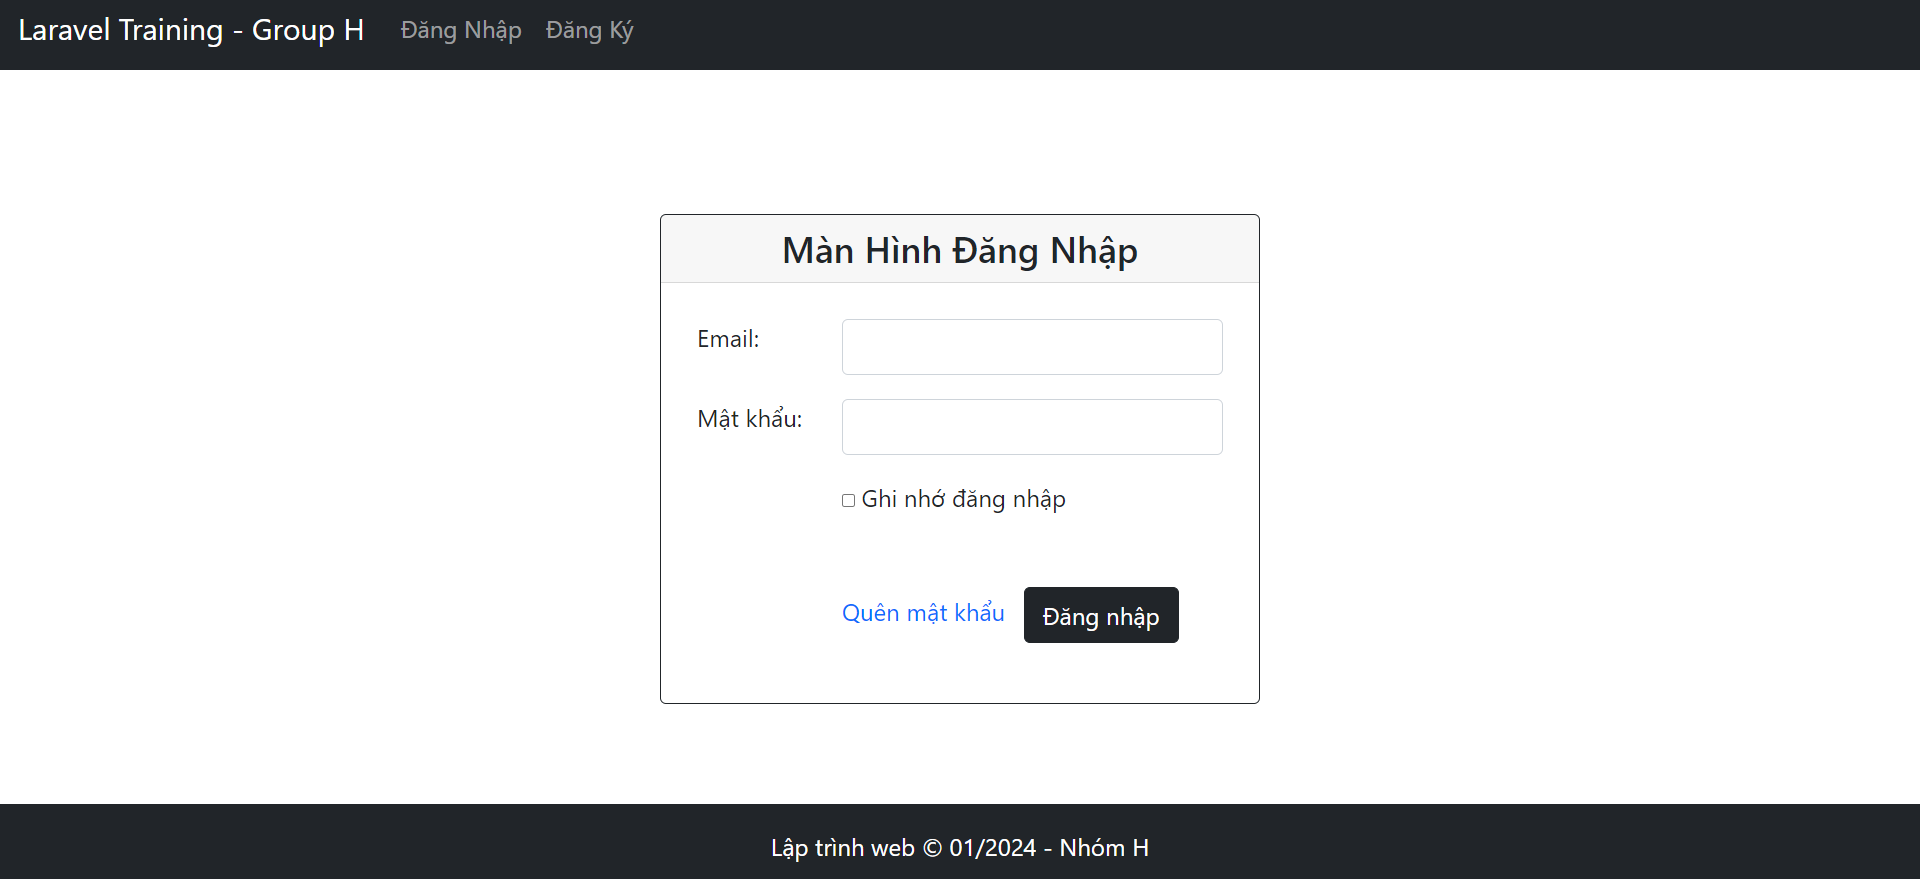 Laravel Training - Group H Đăng Nhập Đăng Ký
Màn Hình Đăng Nhập
Email:
Mật khẩu:
Ghi nhớ đăng nhập
Quên mật khẩu Đăng nhập
Lập trình web © 01/2024 - Nhóm H